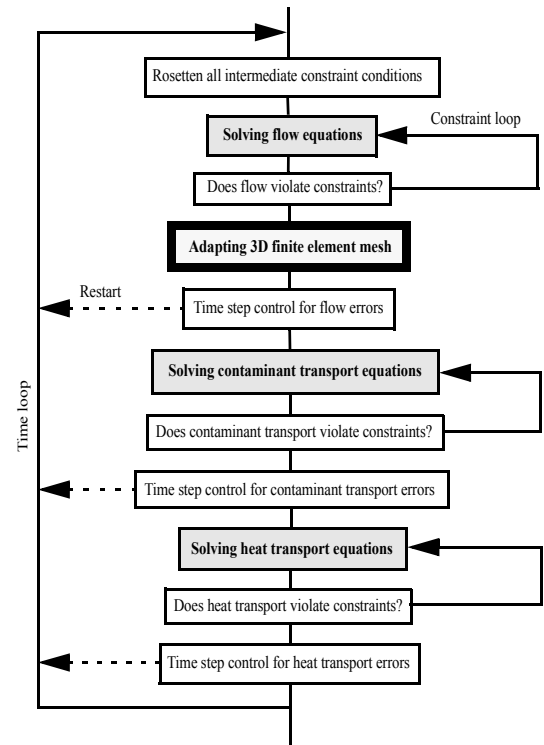 Rosetten all intermediate constraint conditions
Constraint loop
Solving flow equations
Does flow violate constraints?
Adapting 3D finite element mesh
Restart
Time step control for flow errors
Solving contaminant transport equations
Time loop
Does contaminant transport violate constraints?
Time step control for contaminant transport errors
Solving heat transport equations
Does heat transport violate constraints?
Time step control for heat transport errors